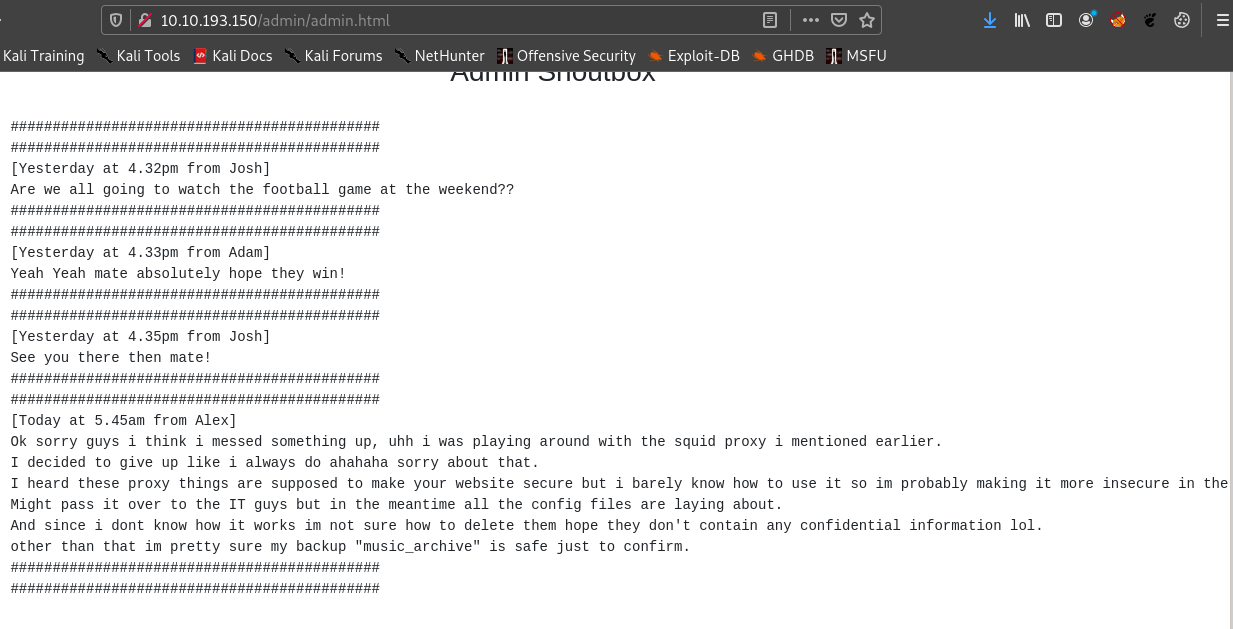 10.10.193.150/admin/admin.html
Kali Training Kali Tools Kali Docs Kali Forums NetHunter Offensive Security Exploit-DB GHDB MSFU
Admin Shoutbox
############################################
############################################
[Yesterday at 4.32pm from Josh]
Are we all going to watch the football game at the weekend??
############################################
############################################
[Yesterday at 4.33pm from Adam]
Yeah Yeah mate absolutely hope they win!
############################################
############################################
[Yesterday at 4.35pm from Josh]
See you there then mate!
############################################
############################################
[Today at 5.45am from Alex]
Ok sorry guys i think i messed something up, uhh i was playing around with the squid proxy i mentioned earlier.
I decided to give up like i always do ahahaha sorry about that.
I heard these proxy things are supposed to make your website secure but i barely know how to use it so im probably making it more insecure in the
Might pass it over to the IT guys but in the meantime all the config files are laying about.
And since i dont know how it works im not sure how to delete them hope they don't contain any confidential information lol.
other than that im pretty sure my backup "music_archive" is safe just to confirm.
############################################
############################################